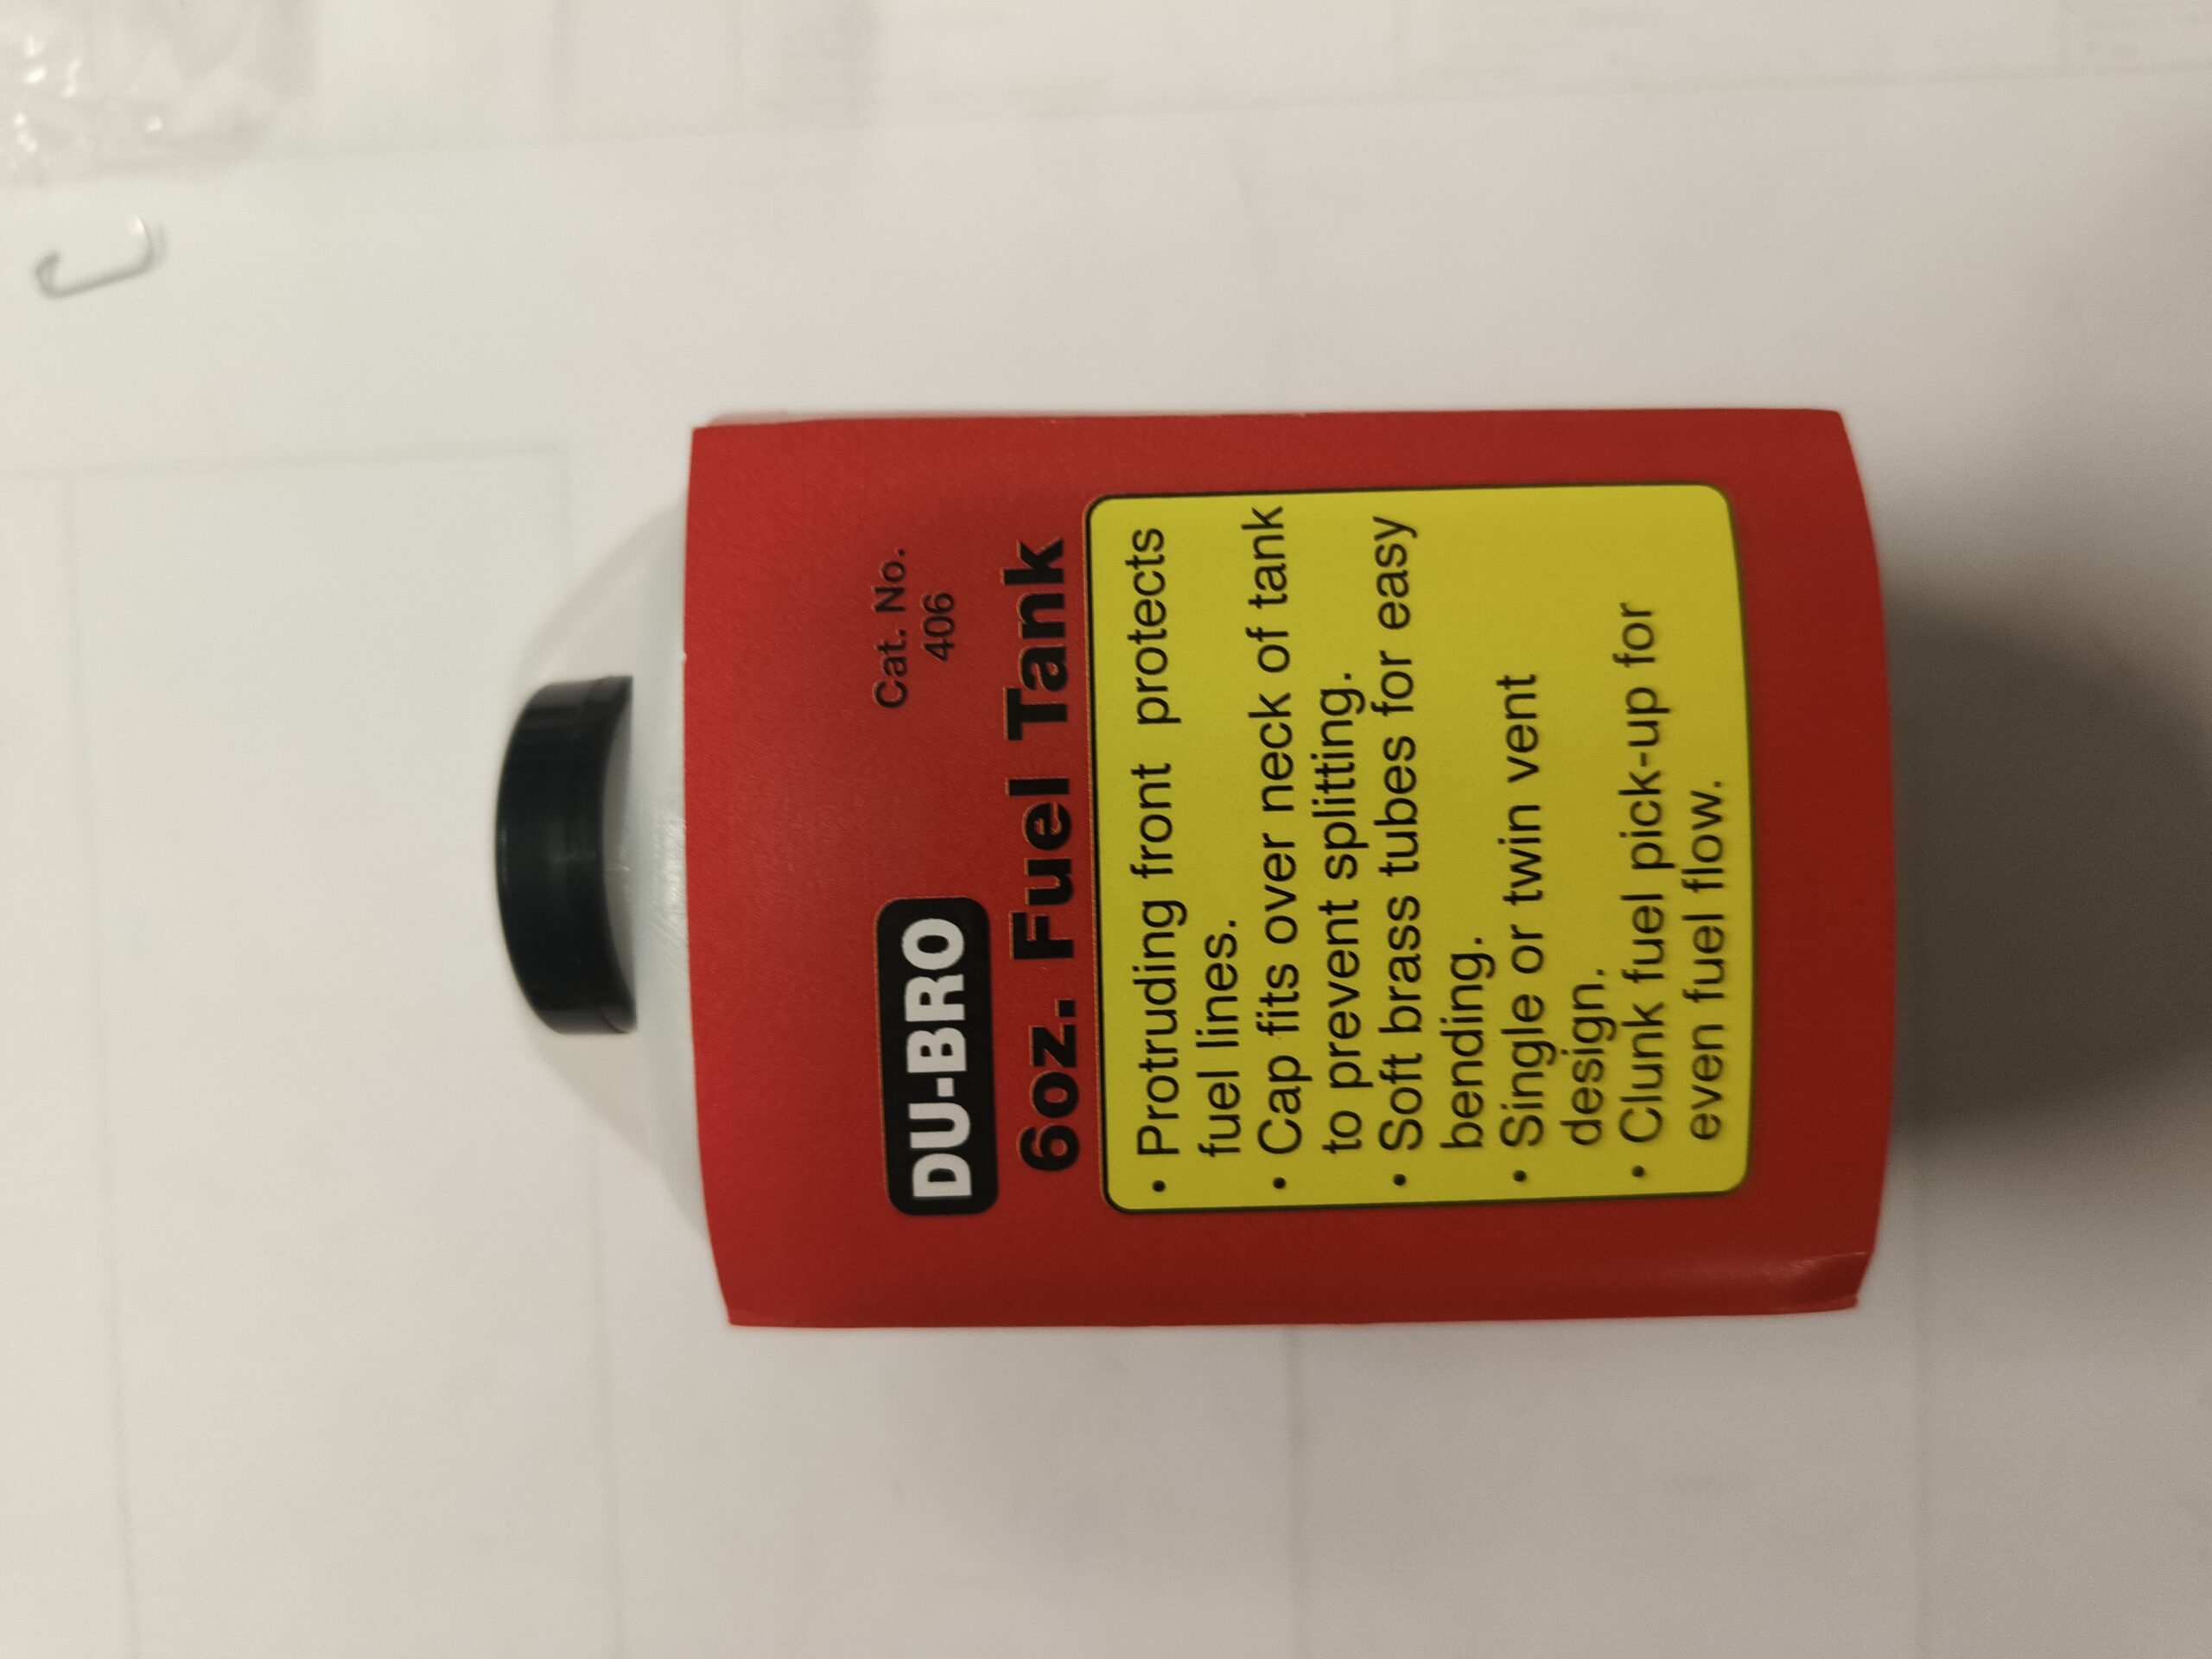 Cat. No.
406
DU-BRO
6oz. Fuel Tank
• Protruding front protects
fuel lines.
• Cap fits over neck of tank
to prevent splitting.
• Soft brass tubes for easy
bending.
• Single or twin vent
design.
• Clunk fuel pick-up for
even fuel flow.